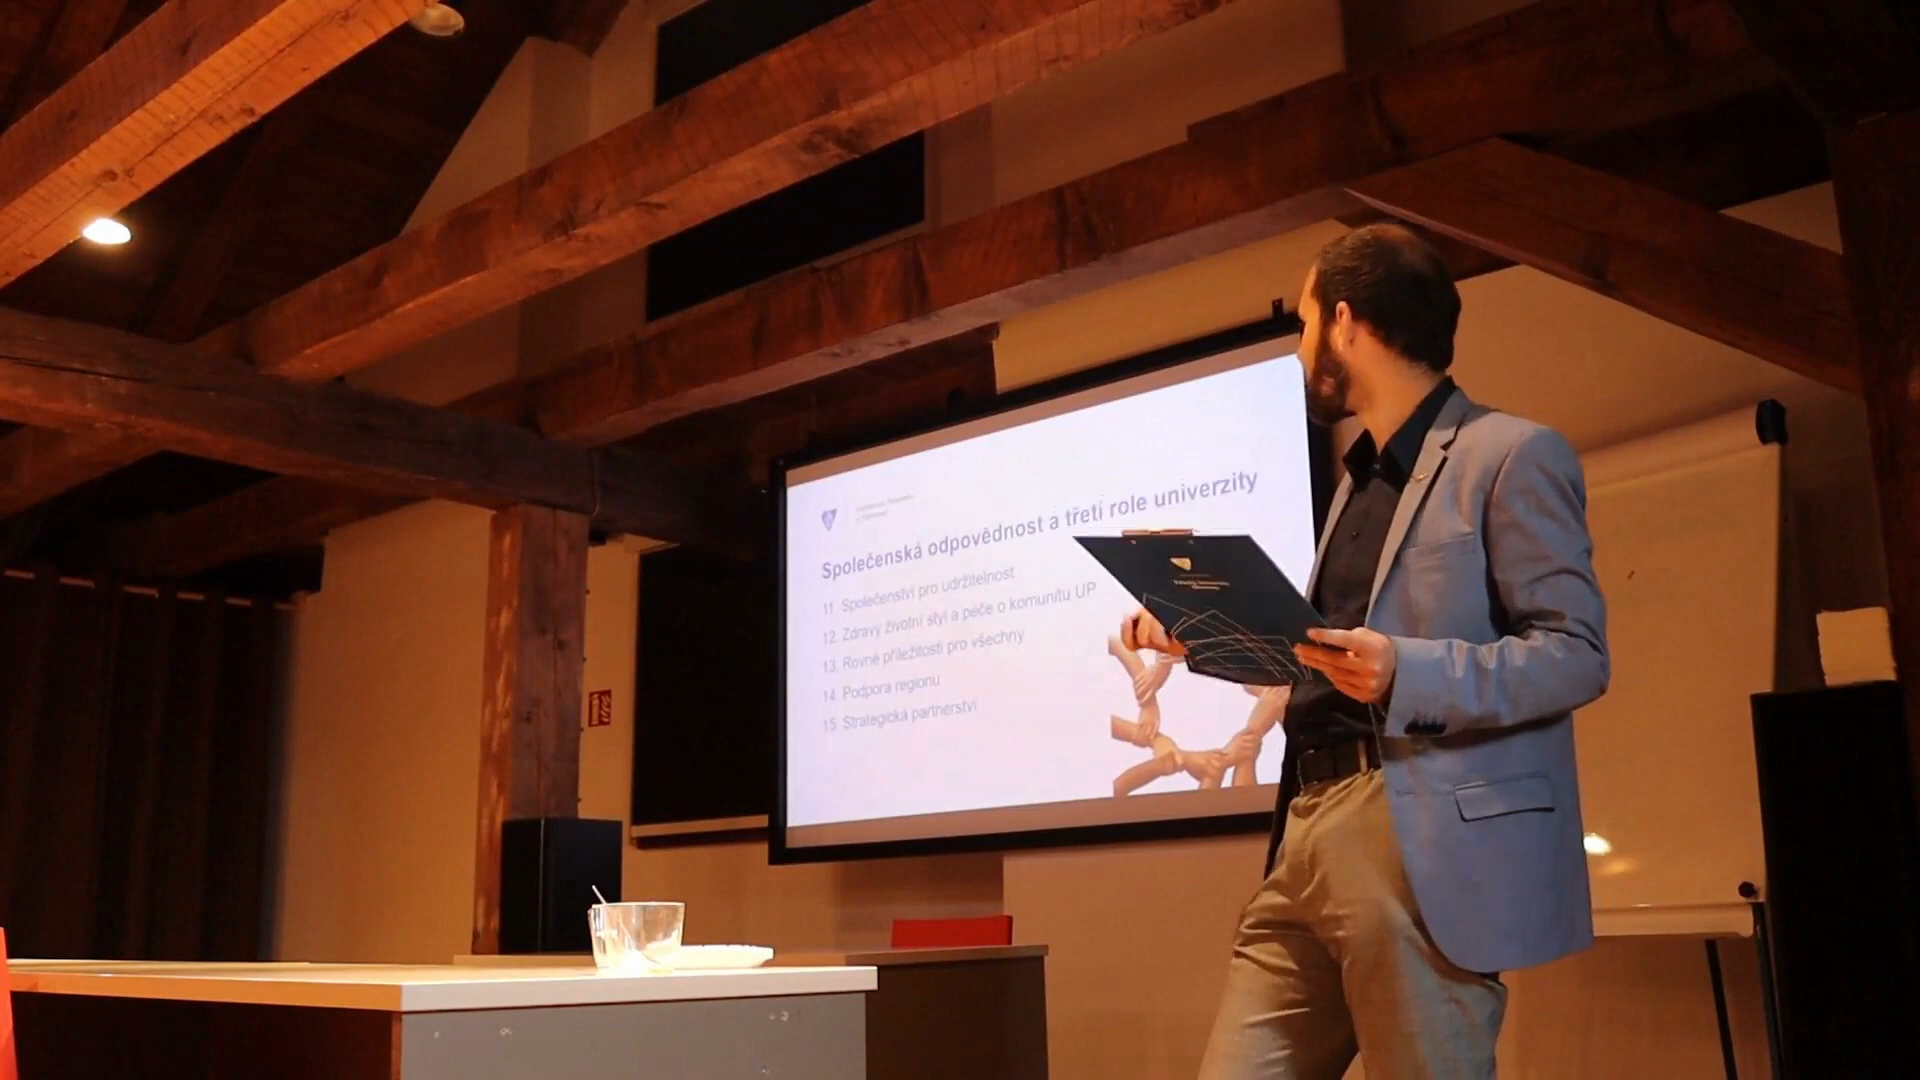 Společenská odpovědnost a třetí role univerzity
11. Společenství pro udržitelnost
12. Zdravý životní styl a péče o komunitu UP
13. Rovné příležitosti pro všechny
14. Podpora regionu
15. Strategická partnerství